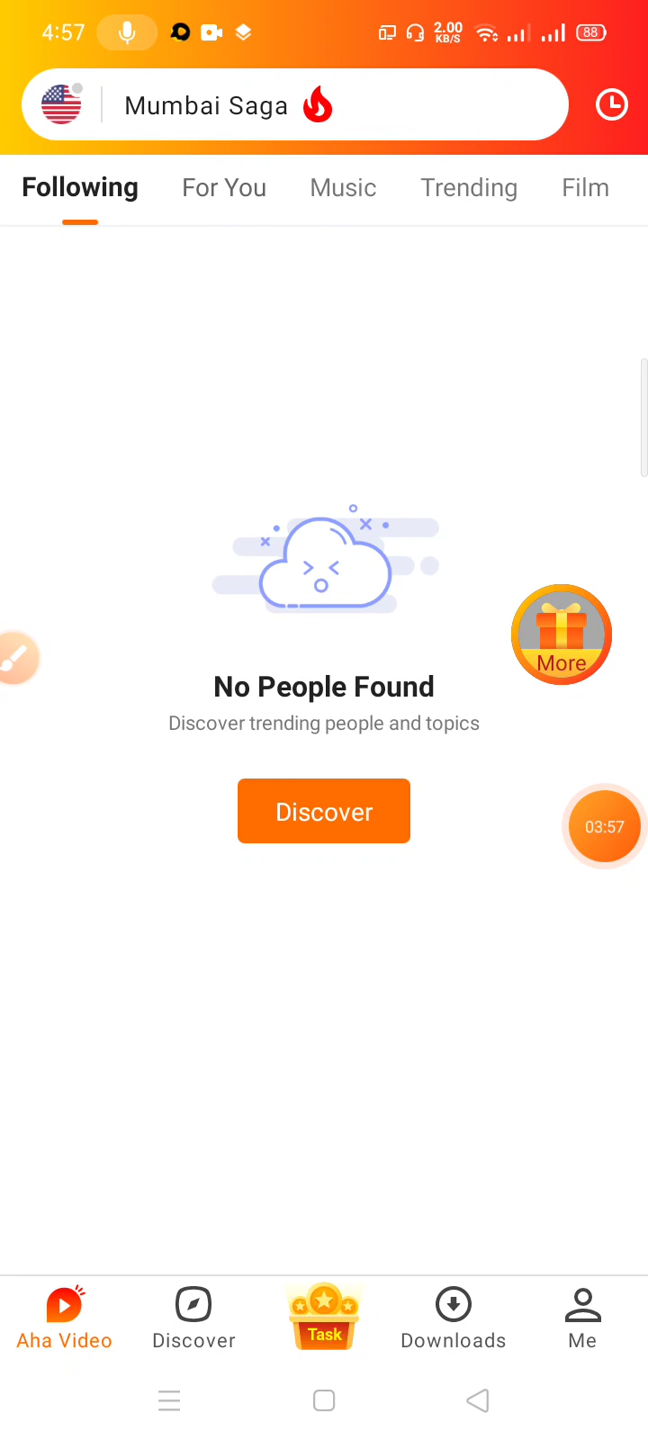 4:57 2.00 KB/S 88
Mumbai Saga
Following For You Music Trending Film
More
No People Found
Discover trending people and topics
Discover
03:57
Aha Video Discover Task Downloads Me